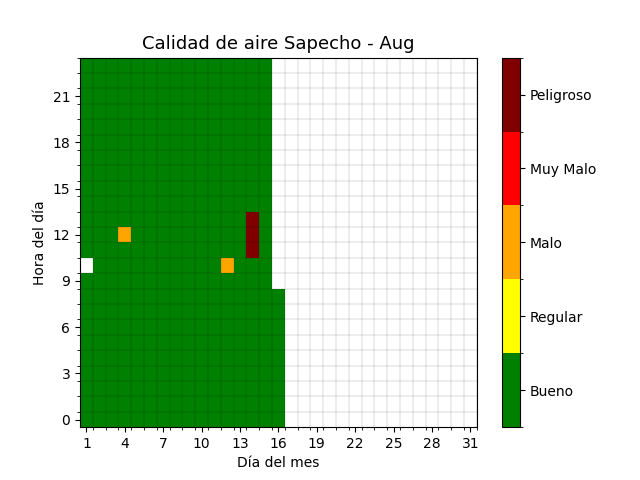 Calidad de aire Sapecho - Aug
Hora del día
21
18
15
12
9
6
3
0
1 4 7 10 13 16 19 22 25 28 31
Día del mes
Peligroso
Muy Malo
Malo
Regular
Bueno